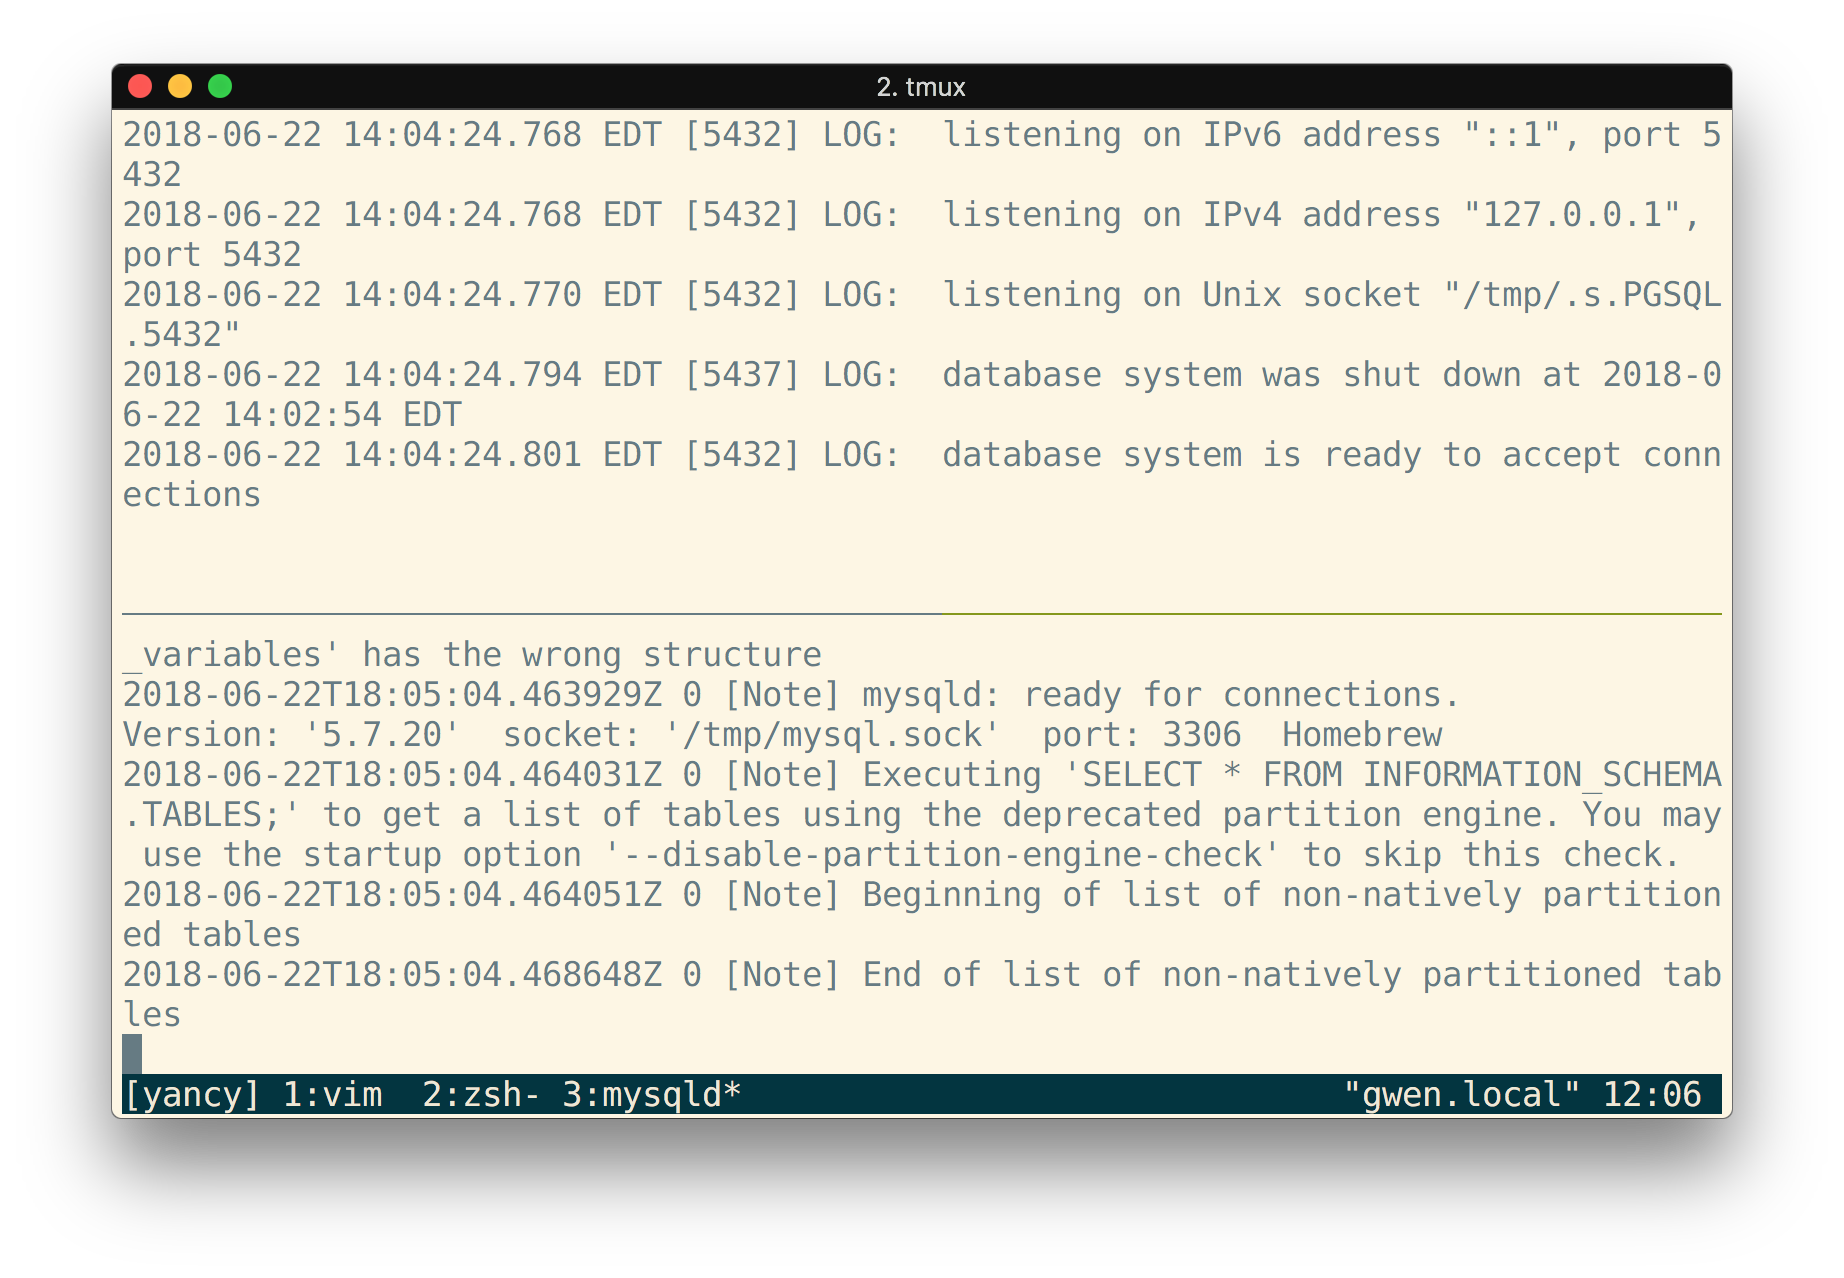 2. tmux
2018-06-22 14:04:24.768 EDT [5432] LOG:  listening on IPv6 address "::1", port 5
432
2018-06-22 14:04:24.768 EDT [5432] LOG:  listening on IPv4 address "127.0.0.1",
port 5432
2018-06-22 14:04:24.770 EDT [5432] LOG:  listening on Unix socket "/tmp/.s.PGSQL
.5432"
2018-06-22 14:04:24.794 EDT [5437] LOG:  database system was shut down at 2018-0
6-22 14:02:54 EDT
2018-06-22 14:04:24.801 EDT [5432] LOG:  database system is ready to accept conn
ections
_variables' has the wrong structure
2018-06-22T18:05:04.463929Z 0 [Note] mysqld: ready for connections.
Version: '5.7.20'  socket: '/tmp/mysql.sock'  port: 3306  Homebrew
2018-06-22T18:05:04.464031Z 0 [Note] Executing 'SELECT * FROM INFORMATION_SCHEMA
.TABLES;' to get a list of tables using the deprecated partition engine. You may
 use the startup option '--disable-partition-engine-check' to skip this check.
2018-06-22T18:05:04.464051Z 0 [Note] Beginning of list of non-natively partition
ed tables
2018-06-22T18:05:04.468648Z 0 [Note] End of list of non-natively partitioned tab
les
[yancy] 1:vim  2:zsh- 3:mysqld* "gwen.local" 12:06